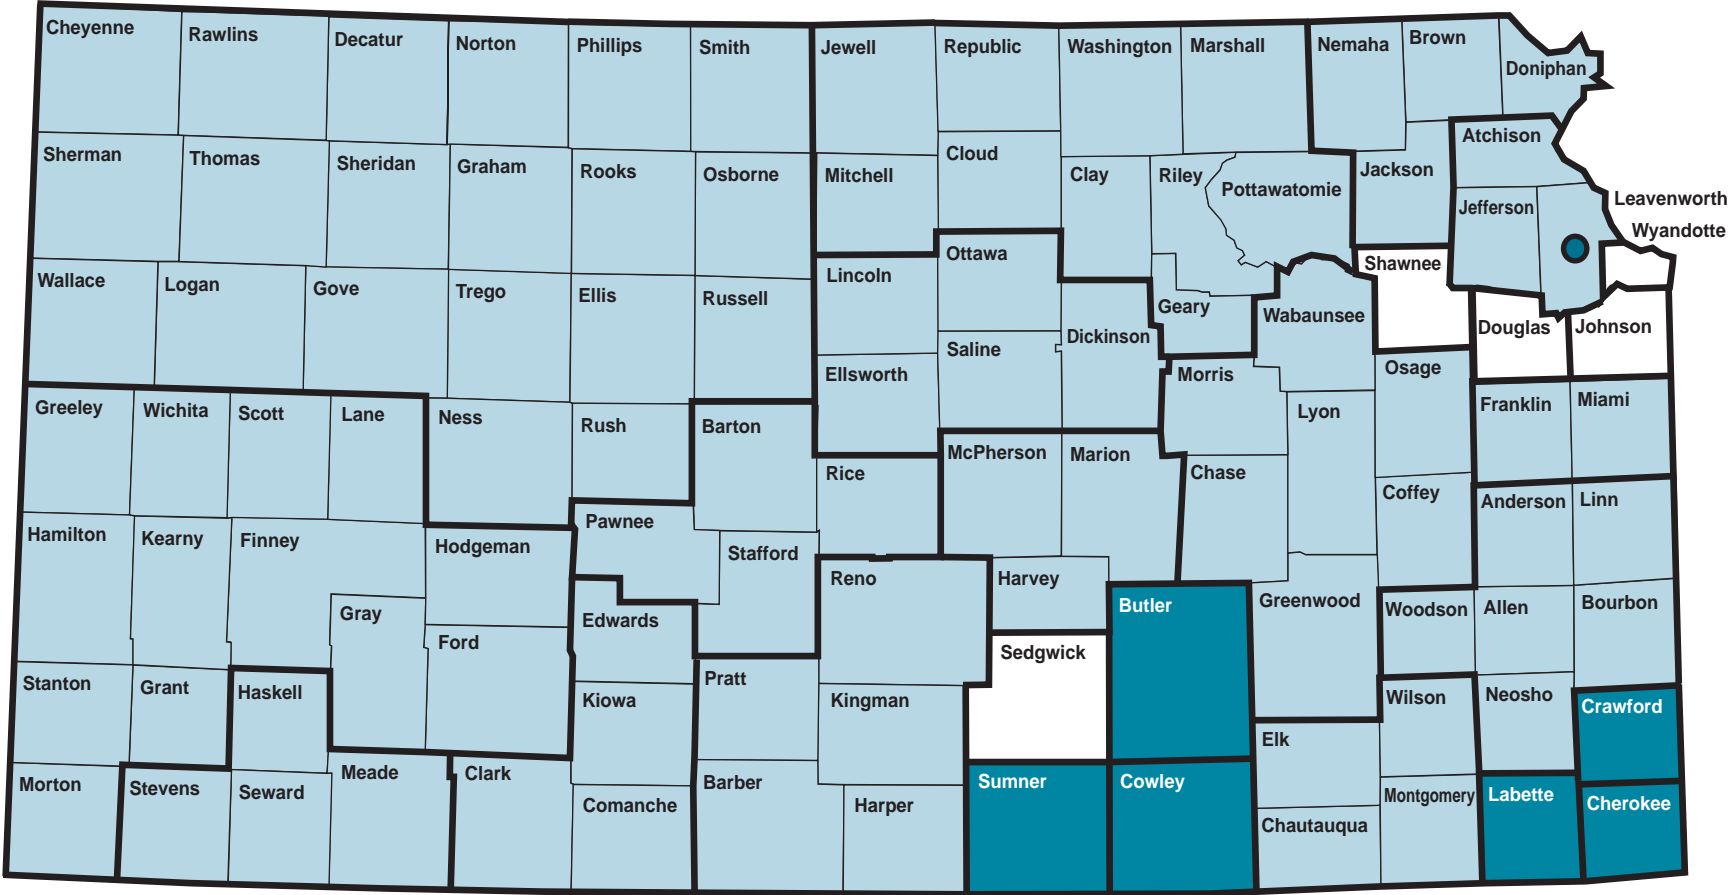 Cheyenne
Rawlins
Decatur
Norton
Phillips
Smith
Jewell
Republic
Washington
Marshall
Nemaha
Brown
Doniphan
Sherman
Thomas
Sheridan
Graham
Rooks
Osborne
Mitchell
Cloud
Clay
Riley
Pottawatomie
Jackson
Atchison
Jefferson
Leavenworth
Wyandotte
Wallace
Logan
Gove
Trego
Ellis
Russell
Lincoln
Ottawa
Saline
Dickinson
Geary
Wabaunsee
Shawnee
Douglas
Johnson
Ellsworth
Morris
Osage
Greeley
Wichita
Scott
Lane
Ness
Rush
Barton
Rice
McPherson
Marion
Chase
Lyon
Coffey
Franklin
Miami
Anderson
Linn
Hamilton
Kearny
Finney
Hodgeman
Pawnee
Stafford
Reno
Harvey
Butler
Greenwood
Woodson
Allen
Bourbon
Gray
Ford
Edwards
Sedgwick
Stanton
Grant
Haskell
Kiowa
Pratt
Kingman
Wilson
Neosho
Crawford
Elk
Morton
Stevens
Seward
Meade
Clark
Comanche
Barber
Harper
Sumner
Cowley
Chautauqua
Montgomery
Labette
Cherokee